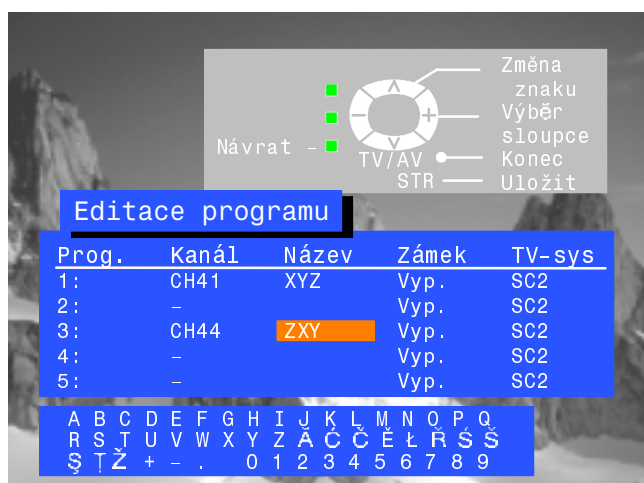 Změna
znaku
Výběr
sloupce
Návrat –
TV/AV Konec
STR Uložit
Editace programu
Prog. Kanál Název Zámek TV-sys
1: CH41 XYZ Vyp. SC2
2: – Vyp. SC2
3: CH44 ZXY Vyp. SC2
4: – Vyp. SC2
5: – Vyp. SC2
A B C D E F G H I J K L M N O P Q
R S T U V W X Y Z Ă Ć Č Ě Ł Ř Ś Š
Ş Ţ Ž + – . 0 1 2 3 4 5 6 7 8 9